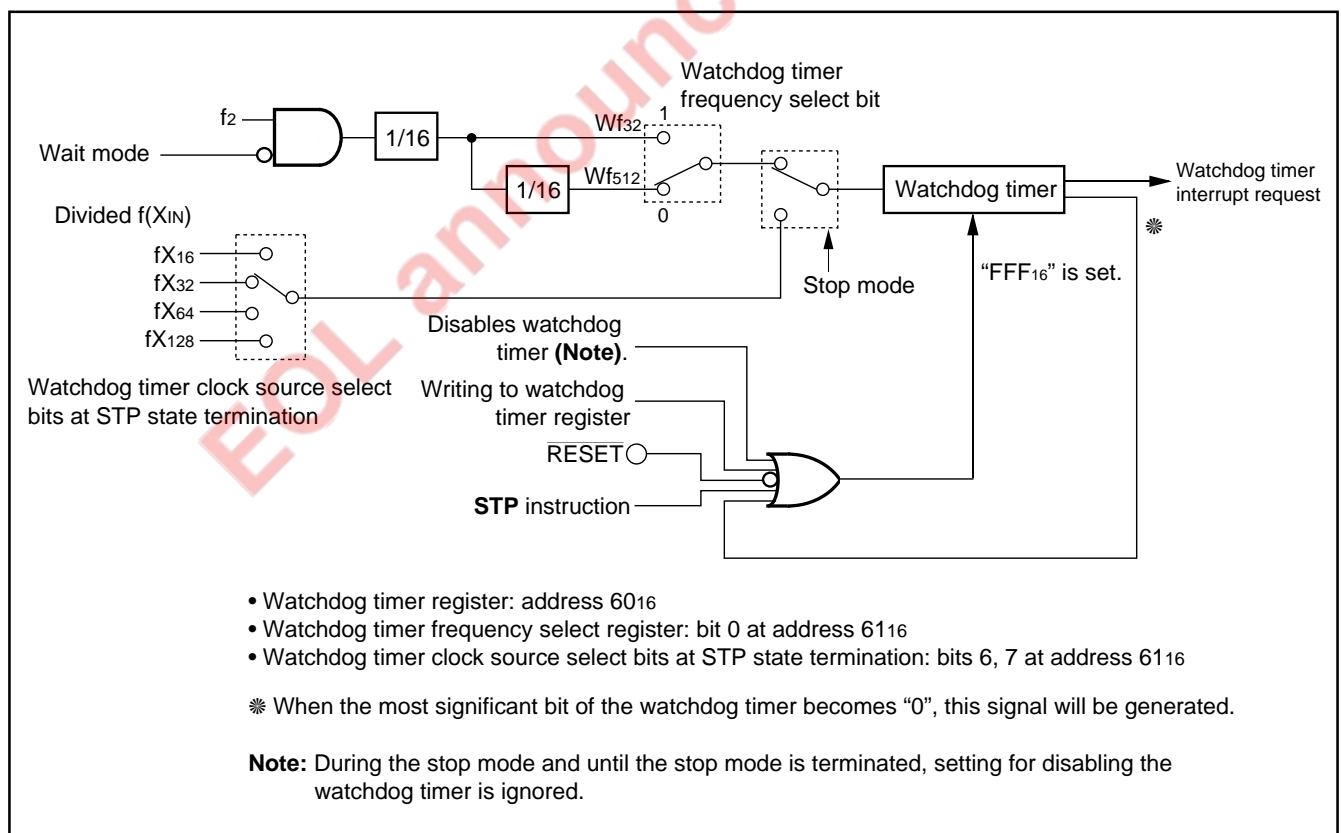 EOL announc
Watchdog timer
frequency select bit
f2
Wait mode
1/16
Wf32
1
1/16
Wf512
0
Watchdog timer
Watchdog timer
interrupt request
❋
Divided f(XIN)
fX16
fX32
fX64
fX128
Stop mode
“FFF16” is set.
Watchdog timer clock source select
bits at STP state termination
Disables watchdog
timer (Note).
Writing to watchdog
timer register
RESET
STP instruction
• Watchdog timer register: address 6016
• Watchdog timer frequency select register: bit 0 at address 6116
• Watchdog timer clock source select bits at STP state termination: bits 6, 7 at address 6116
❋ When the most significant bit of the watchdog timer becomes “0”, this signal will be generated.
Note: During the stop mode and until the stop mode is terminated, setting for disabling the
watchdog timer is ignored.